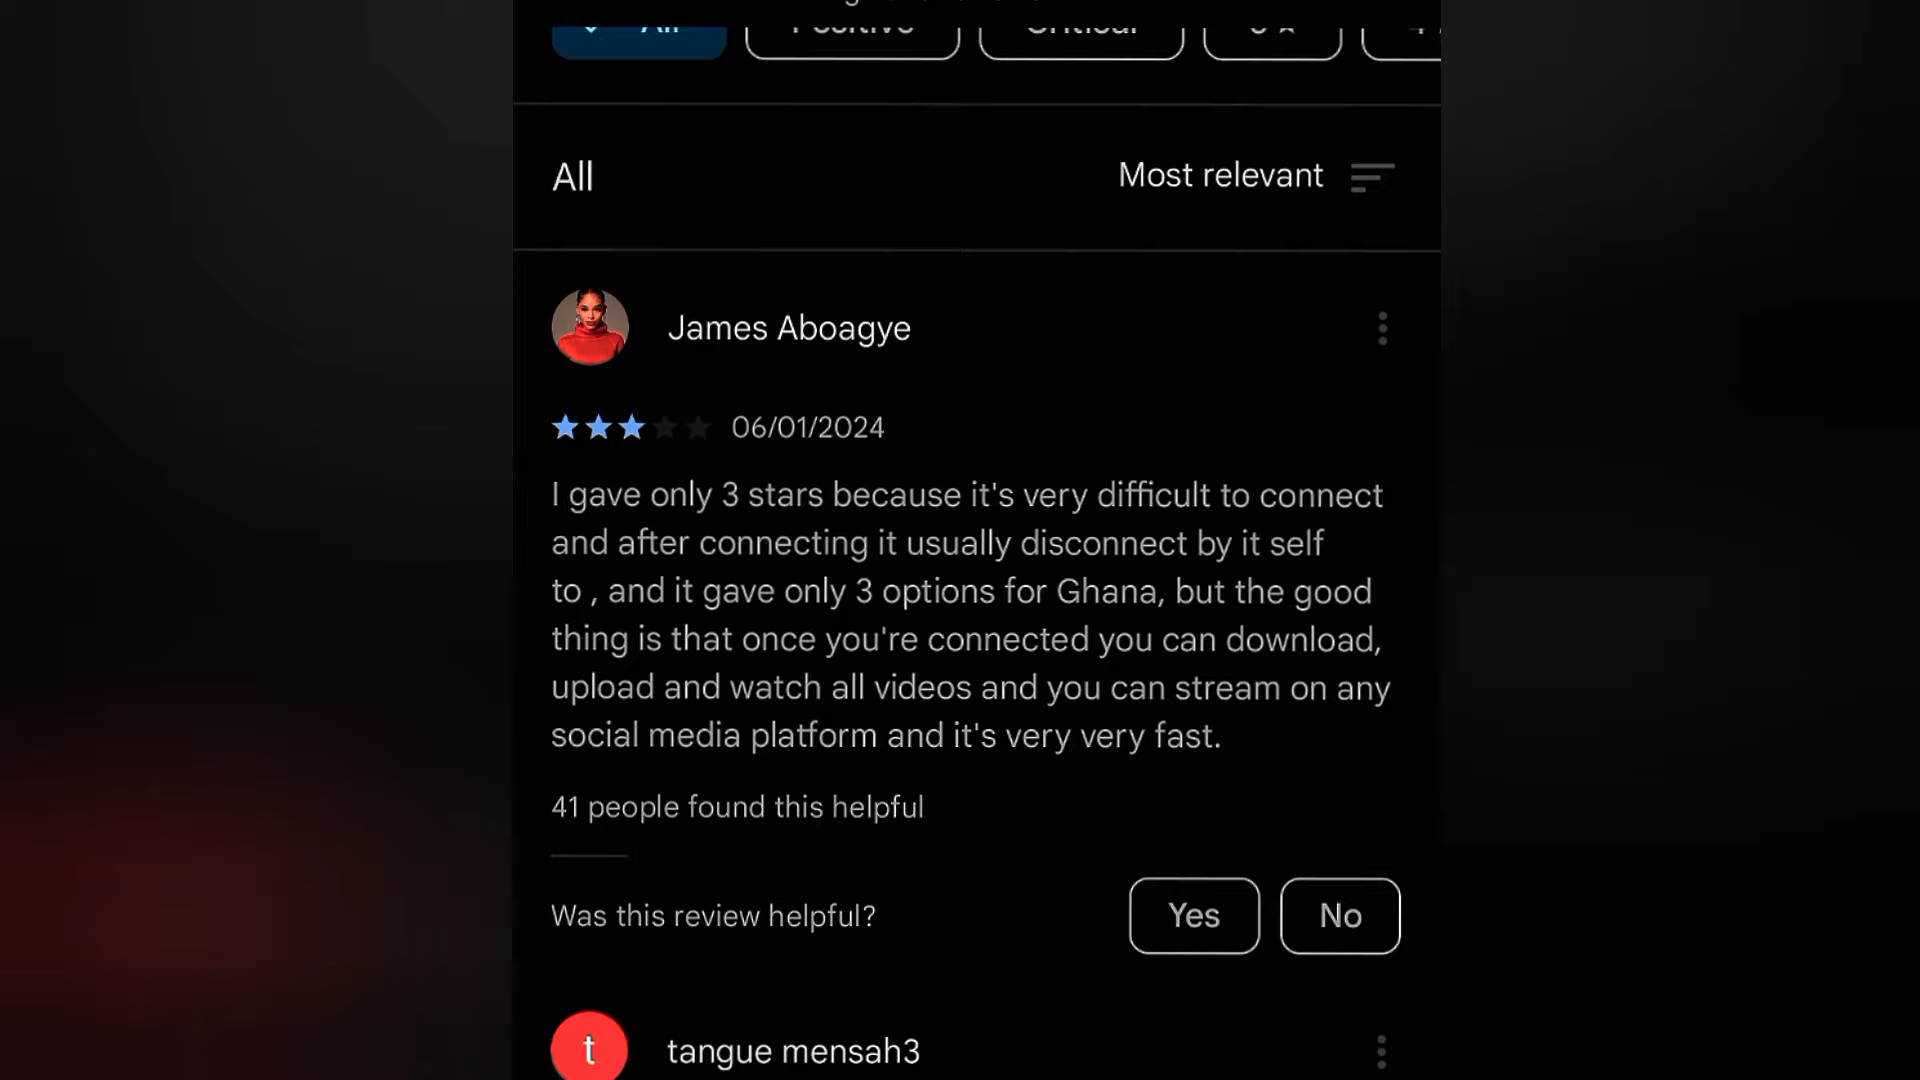 All
Most relevant
James Aboagye
06/01/2024
I gave only 3 stars because it's very difficult to connect
and after connecting it usually disconnect by it self
to , and it gave only 3 options for Ghana, but the good
thing is that once you're connected you can download,
upload and watch all videos and you can stream on any
social media platform and it's very very fast.
41 people found this helpful
Was this review helpful?
Yes
No
t
tangue mensah3